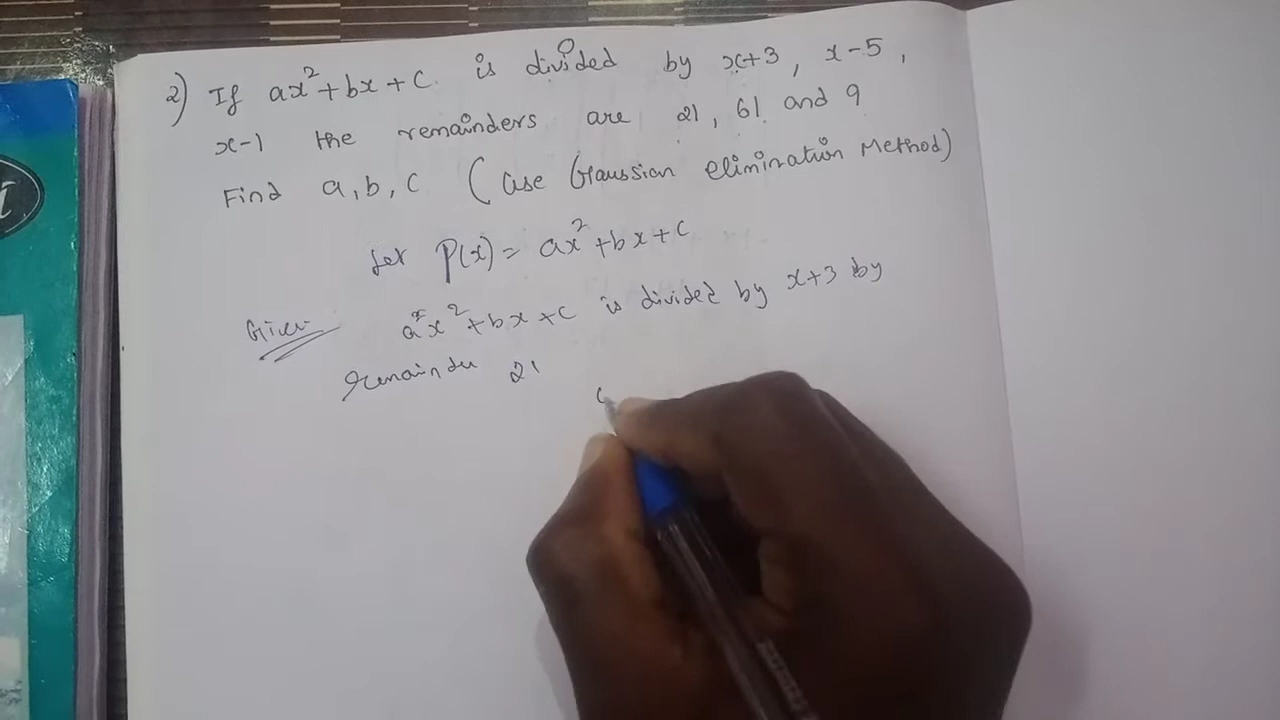 2) If ax²+bx+c is divided by x+3, x-5,
x-1 the remainders are 21, 61 and 9
Find a,b,c (use Gaussian elimination Method)
Let P(x) = ax²+bx+c
Given ax²+bx+c is divided by x+3 by
remainder 21